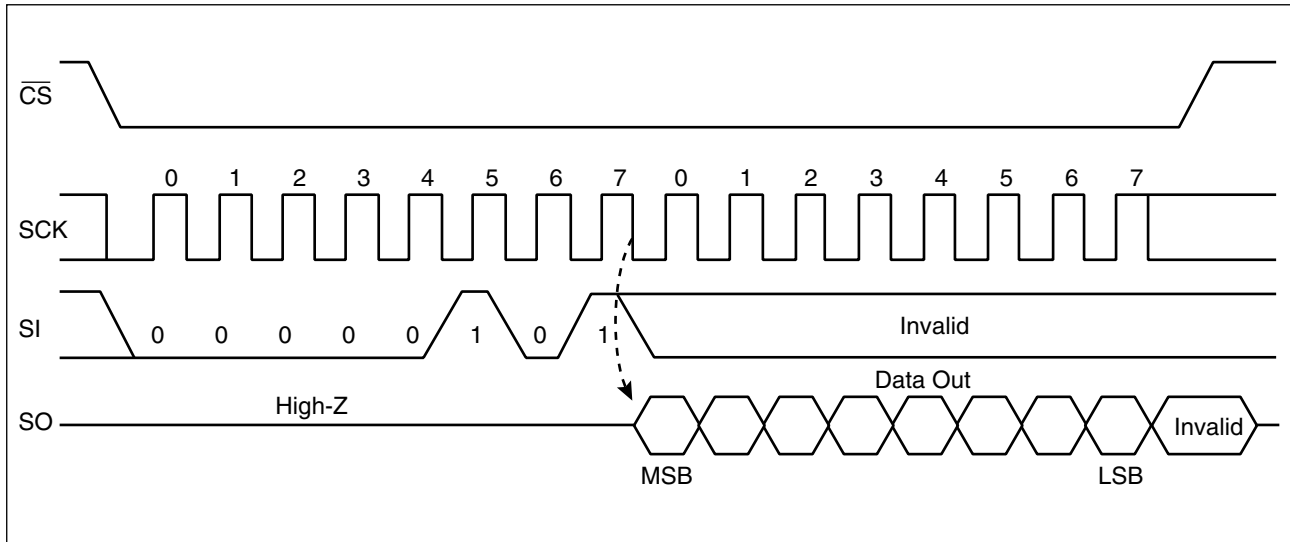 C̅S̅
0 1 2 3 4 5 6 7 0 1 2 3 4 5 6 7
SCK
SI 0 0 0 0 0 1 0 1 Invalid
Data Out
High-Z
SO Invalid
MSB LSB